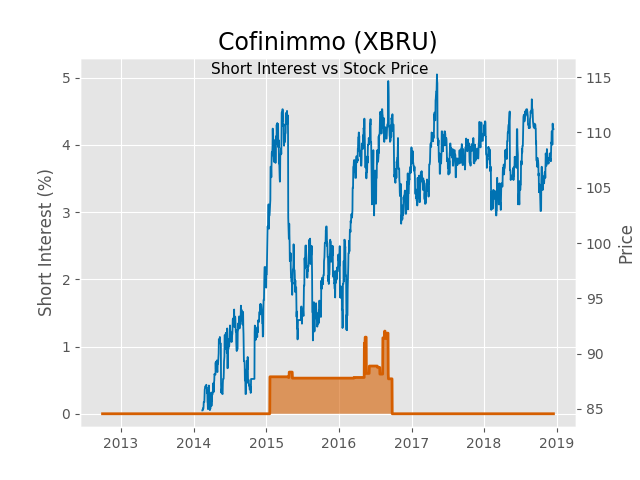 Cofinimmo (XBRU)
Short Interest vs Stock Price
Short Interest (%)
5
4
3
2
1
0
115
110
105
100
95
90
85
Price
2013 2014 2015 2016 2017 2018 2019